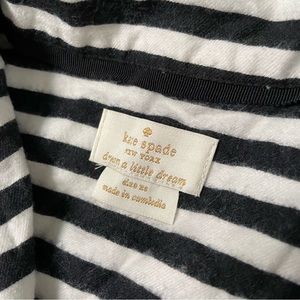 kate spade
NEW YORK
dream a little dream
size xs
made in cambodia